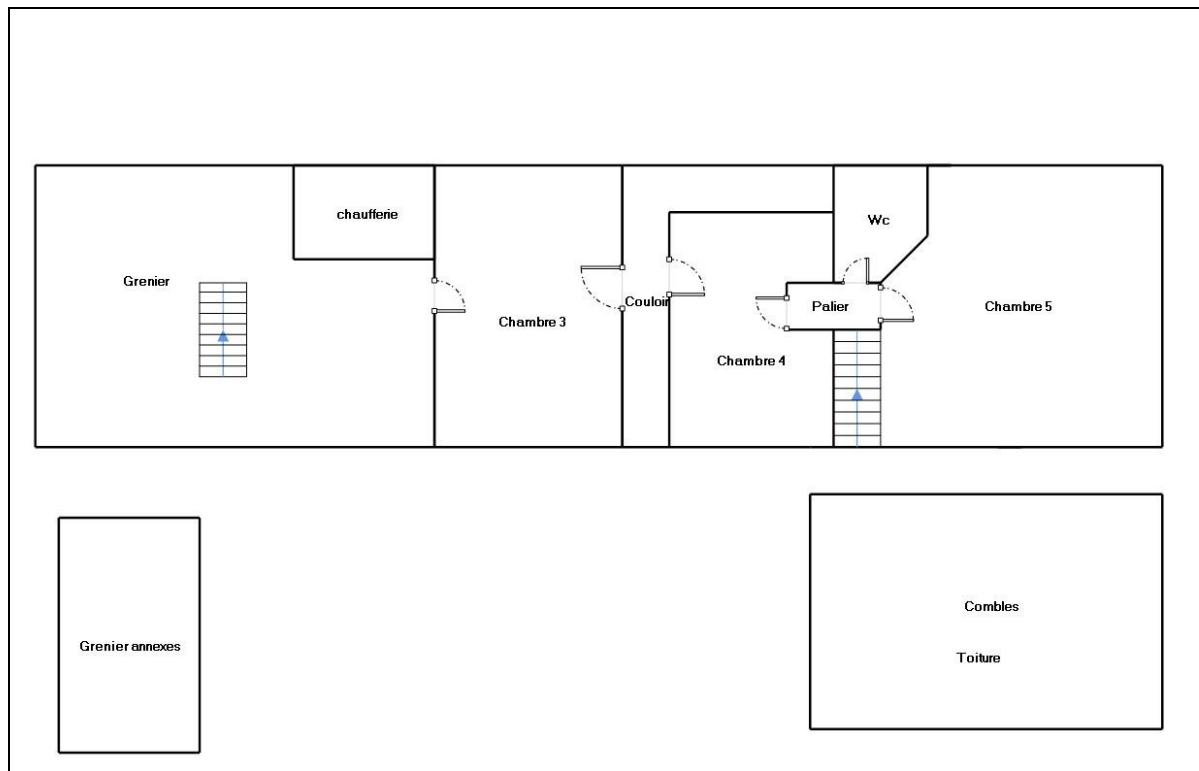 chaufferie
Wc
Grenier
Couloir
Palier
Chambre 5
Chambre 3
Chambre 4
Combles
Grenier annexes
Toiture